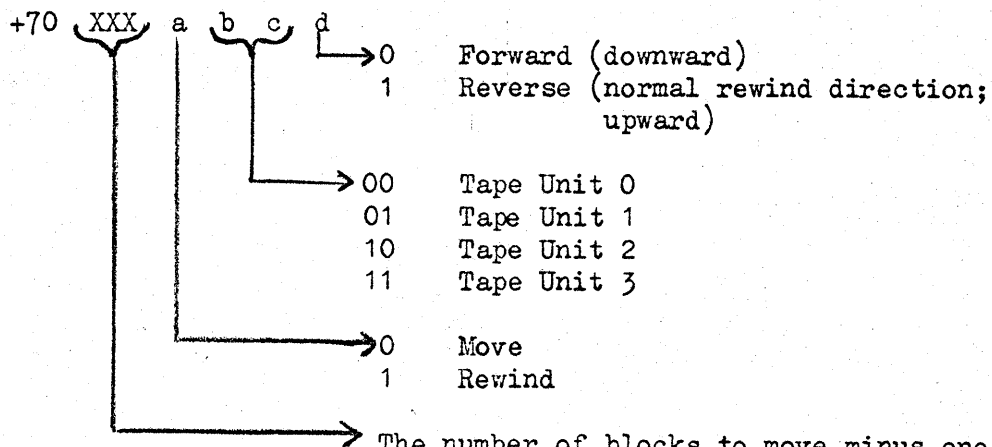 +70 XXX a b c d
0 Forward (downward)
1 Reverse (normal rewind direction;
upward)
00 Tape Unit 0
01 Tape Unit 1
10 Tape Unit 2
11 Tape Unit 3
0 Move
1 Rewind
The number of blocks to move minus one